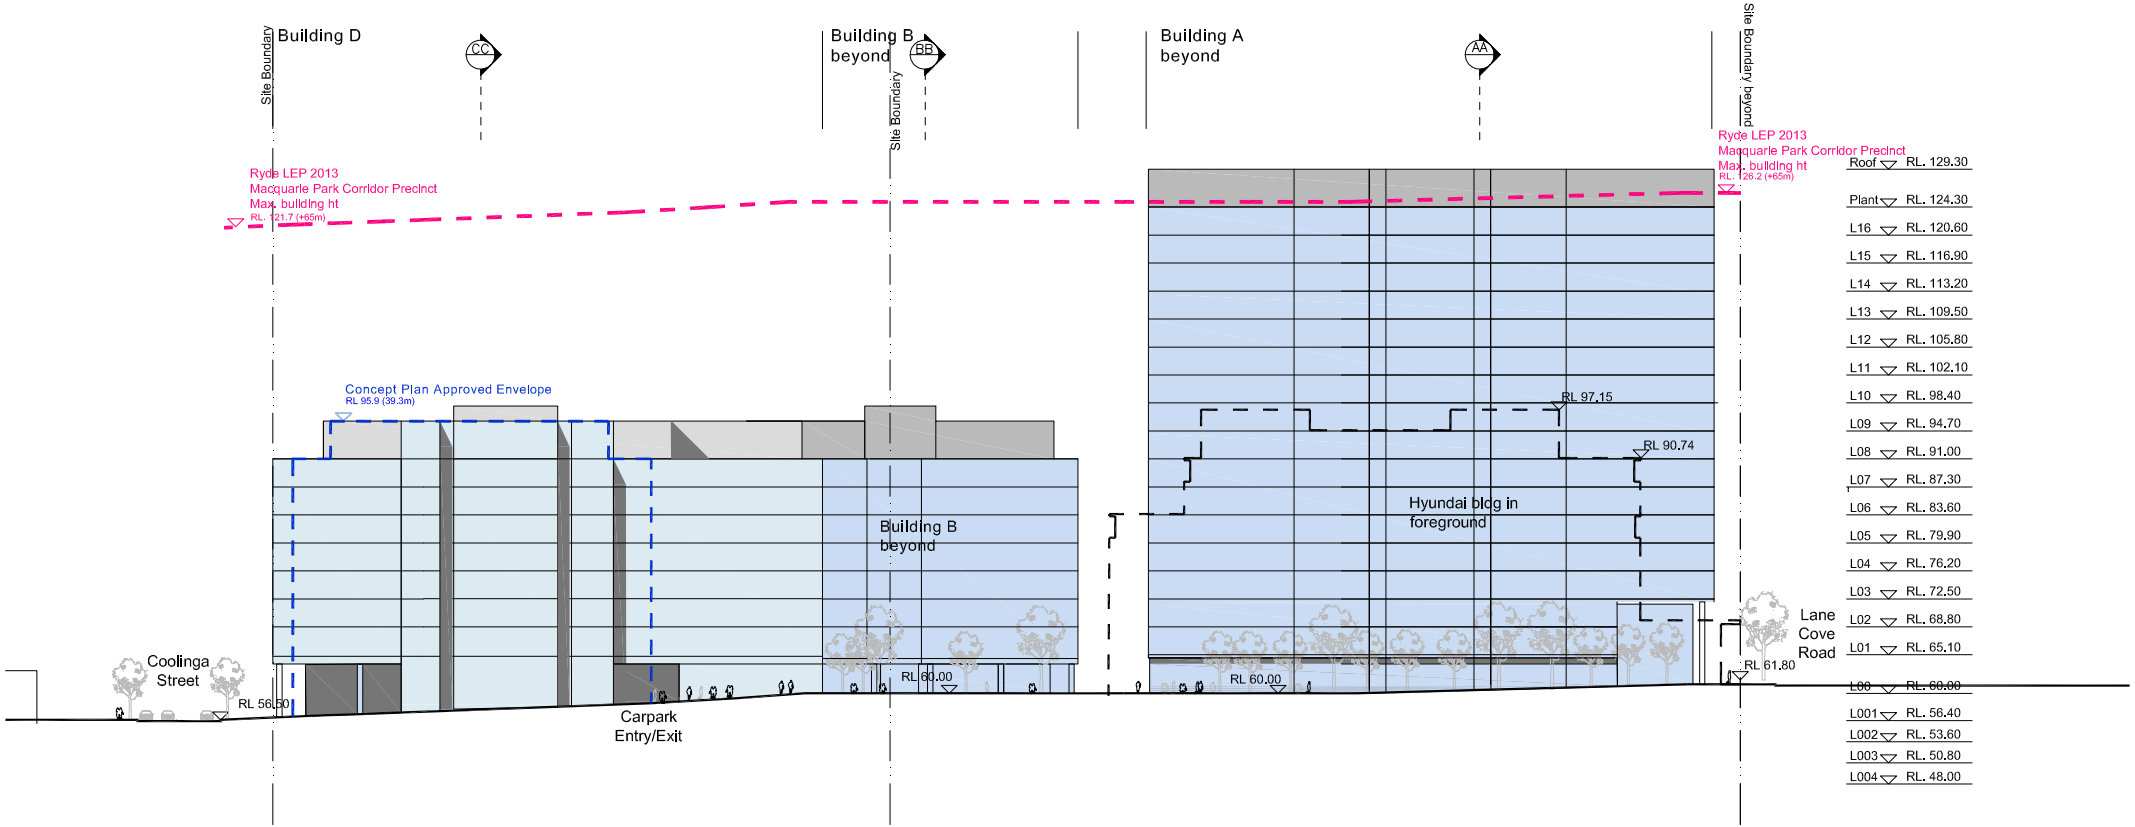 Site Boundary
Building D
CC
Building B
beyond
BB
Site Boundary
Building A
beyond
AA
Site Boundary beyond
Ryde LEP 2013
Macquarie Park Corridor Precinct
Max. building ht
RL. 121.7 (+65m)
Ryde LEP 2013
Macquarie Park Corridor Precinct
Max. building ht
RL. 126.2 (+65m)
Roof RL. 129.30
Plant RL. 124.30
L16 RL. 120.60
L15 RL. 116.90
L14 RL. 113.20
L13 RL. 109.50
L12 RL. 105.80
L11 RL. 102.10
L10 RL. 98.40
L09 RL. 94.70
L08 RL. 91.00
L07 RL. 87.30
L06 RL. 83.60
L05 RL. 79.90
L04 RL. 76.20
L03 RL. 72.50
L02 RL. 68.80
L01 RL. 65.10
L00 RL. 60.00
L001 RL. 56.40
L002 RL. 53.60
L003 RL. 50.80
L004 RL. 48.00
Concept Plan Approved Envelope
RL 95.9 (39.3m)
RL 97.15
RL 90.74
Hyundai bldg in
foreground
Building B
beyond
Coolinga
Street
Lane
Cove
Road
RL 61.80
RL 60.00
RL 60.00
RL 56.50
Carpark
Entry/Exit